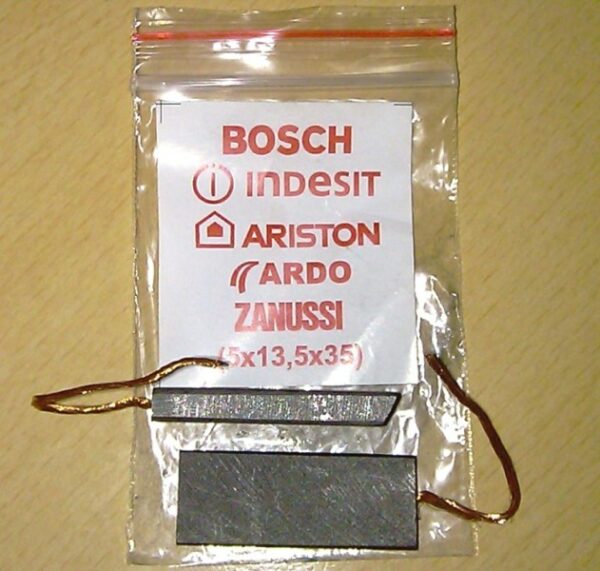 BOSCH
indesit
ARISTON
ARDO
ZANUSSI
(5x13,5x35)